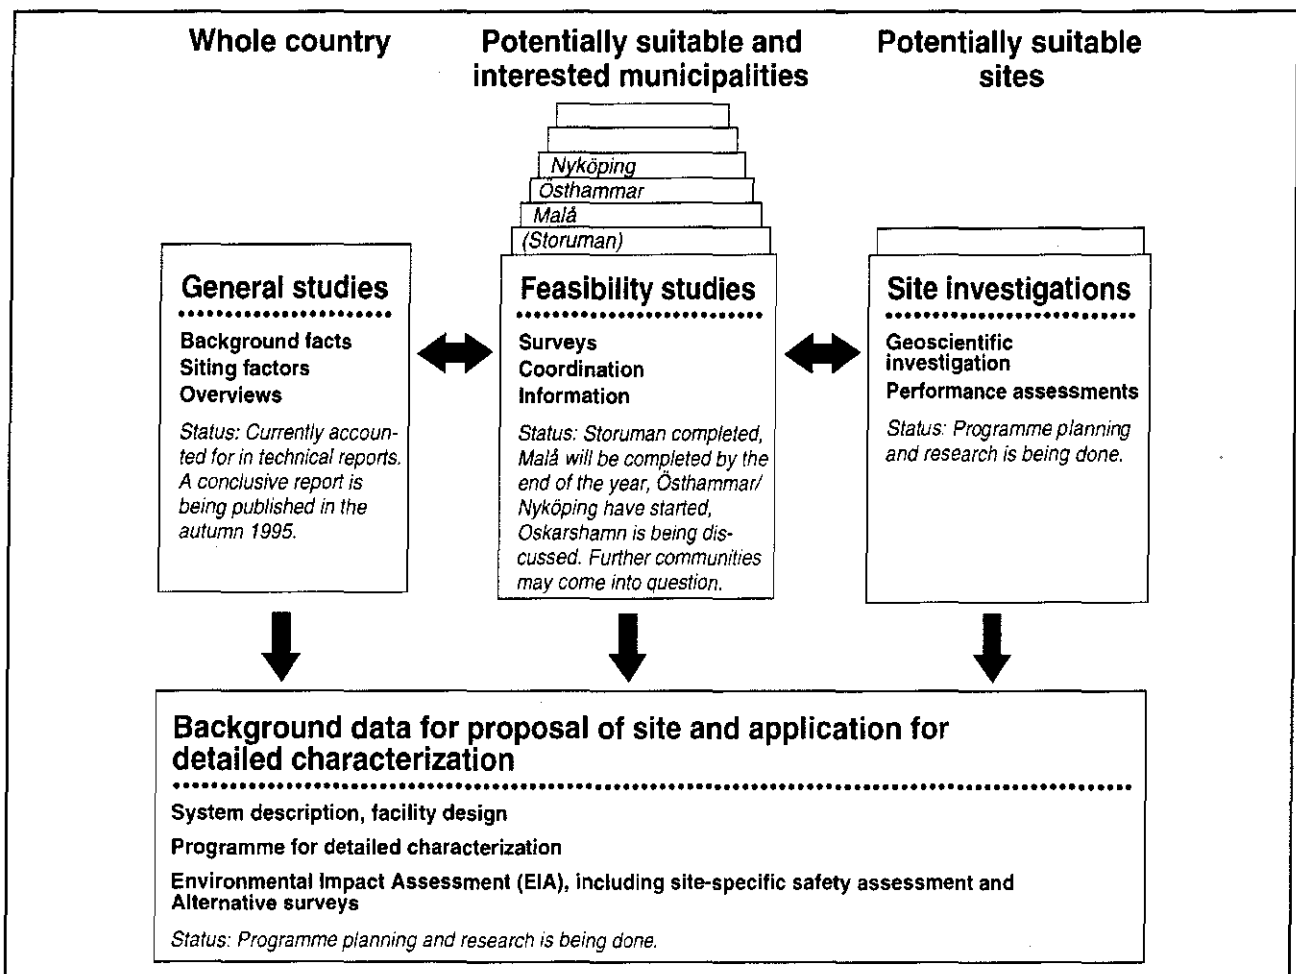 Whole country
Potentially suitable and
interested municipalities
Potentially suitable
sites
Nyköping
Östhammar
Malå
(Storuman)
General studies
Background facts
Siting factors
Overviews
Status: Currently accoun-
ted for in technical reports.
A conclusive report is
being published in the
autumn 1995.
Feasibility studies
Surveys
Coordination
Information
Status: Storuman completed,
Malå will be completed by the
end of the year, Östhammar/
Nyköping have started,
Oskarshamn is being dis-
cussed. Further communities
may come into question.
Site investigations
Geoscientific
investigation
Performance assessments
Status: Programme planning
and research is being done.
Background data for proposal of site and application for
detailed characterization
System description, facility design
Programme for detailed characterization
Environmental Impact Assessment (EIA), including site-specific safety assessment and
Alternative surveys
Status: Programme planning and research is being done.